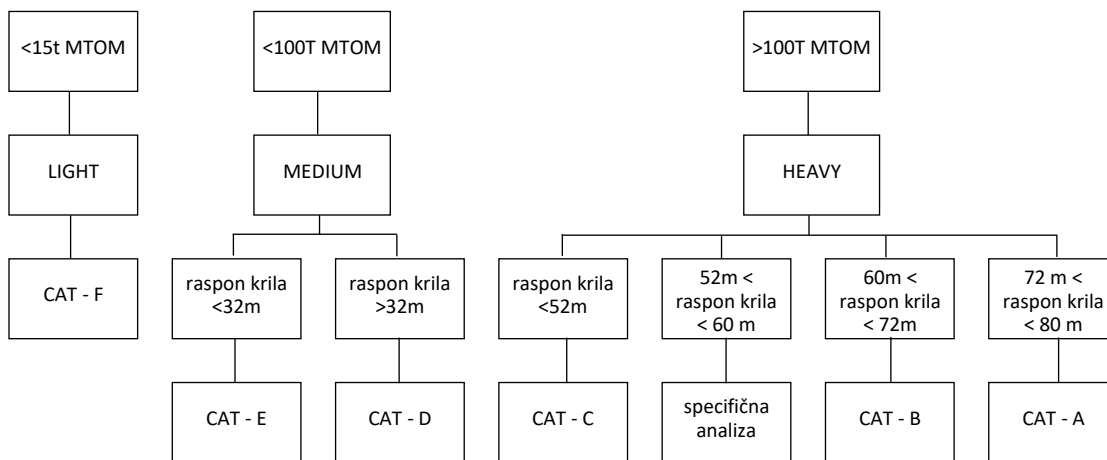 <15t MTOM
<100T MTOM
>100T MTOM
LIGHT
MEDIUM
HEAVY
CAT - F
raspon krila
<32m
raspon krila
>32m
raspon krila
<52m
52m <
raspon krila
< 60 m
60m <
raspon krila
< 72m
72 m <
raspon krila
< 80 m
CAT - E
CAT - D
CAT - C
specifična
analiza
CAT - B
CAT - A